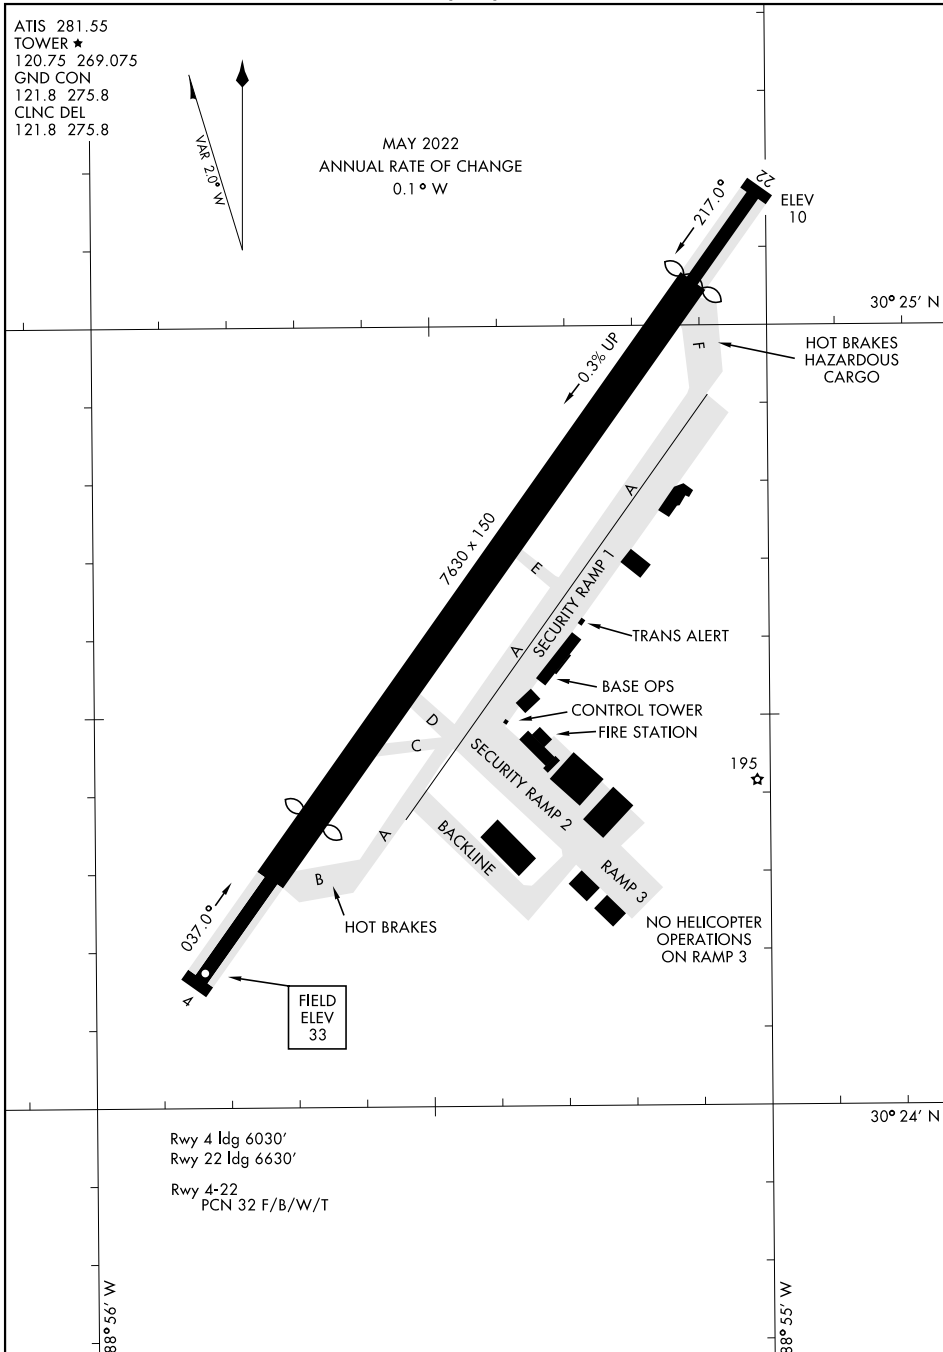 ATIS 281.55
TOWER ★
120.75 269.075
GND CON
121.8 275.8
CLNC DEL
121.8 275.8
VAR 2.0° W
MAY 2022
ANNUAL RATE OF CHANGE
0.1° W
22
ELEV
10
217.0°
30° 25' N
HOT BRAKES
HAZARDOUS
CARGO
F
0.3% UP
A
7630 x 150
E
SECURITY RAMP 1
TRANS ALERT
A
BASE OPS
CONTROL TOWER
FIRE STATION
D
C
SECURITY RAMP 2
195
A
BACKLINE
B
RAMP 3
HOT BRAKES
NO HELICOPTER
OPERATIONS
ON RAMP 3
037.0°
4
FIELD
ELEV
33
30° 24' N
Rwy 4 ldg 6030'
Rwy 22 ldg 6630'
Rwy 4-22
PCN 32 F/B/W/T
88° 56' W
88° 55' W